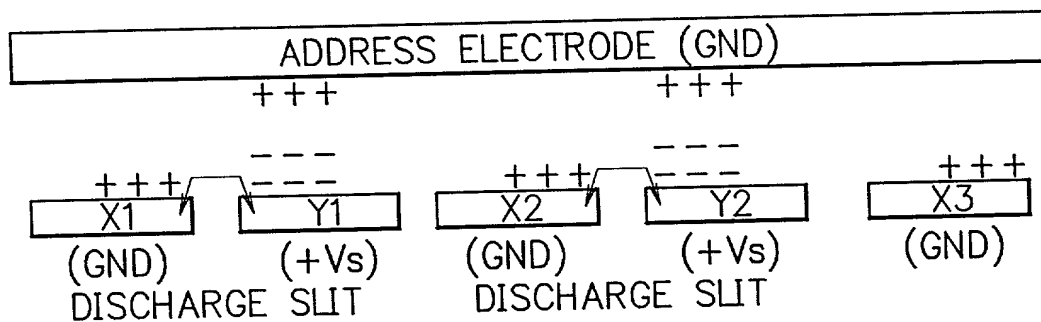 ADDRESS ELECTRODE (GND)
+++ +++
--- ---
+++ --- +++ --- +++
X1 Y1 X2 Y2 X3
(GND) (+Vs) (GND) (+Vs) (GND)
DISCHARGE SLIT DISCHARGE SLIT